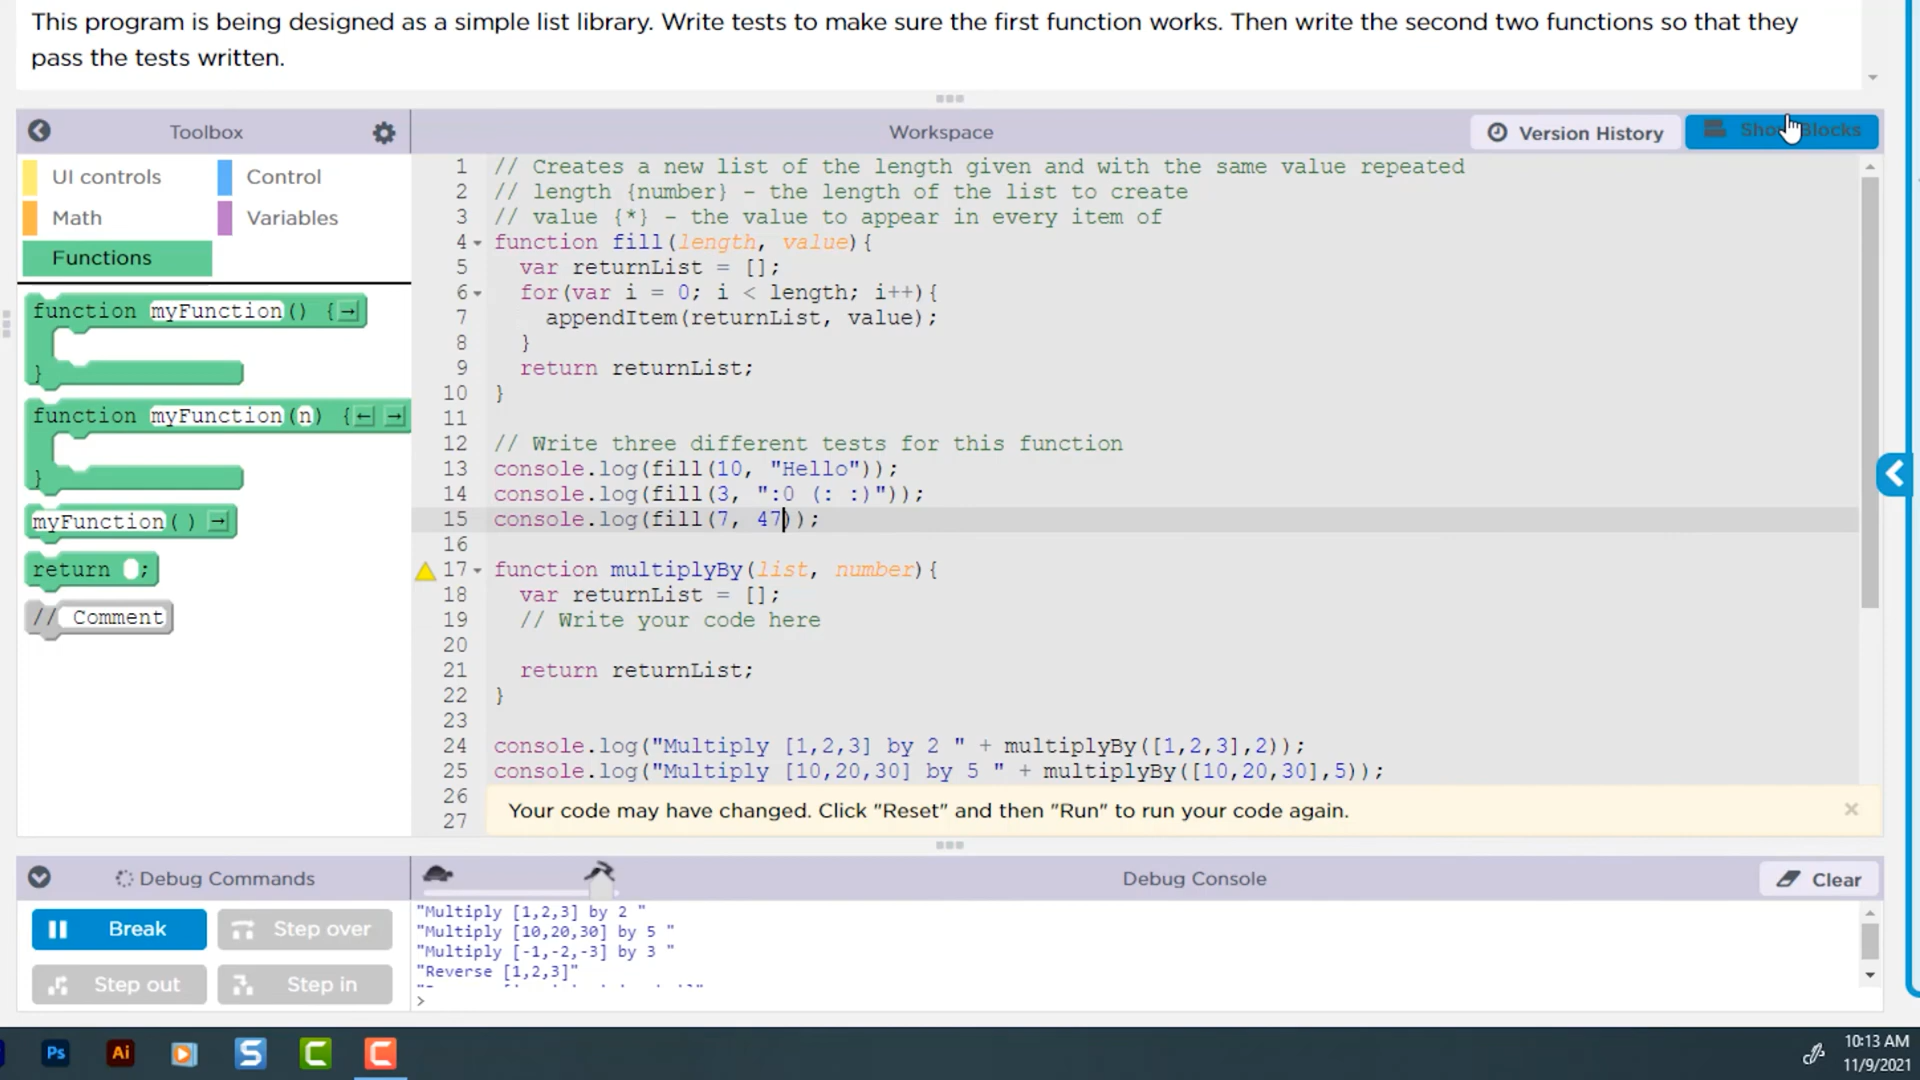 This program is being designed as a simple list library. Write tests to make sure the first function works. Then write the second two functions so that they
pass the tests written.
Toolbox
Workspace
Version History
Show Blocks
UI controls
Control
Math
Variables
Functions
function myFunction() {→
}
function myFunction(n) {← →
}
myFunction() →
return ;
// Comment
1 // Creates a new list of the length given and with the same value repeated
2 // length {number} - the length of the list to create
3 // value {*} - the value to appear in every item of
4 function fill(length, value){
5 var returnList = [];
6 for(var i = 0; i < length; i++){
7 appendItem(returnList, value);
8 }
9 return returnList;
10 }
11
12 // Write three different tests for this function
13 console.log(fill(10, "Hello"));
14 console.log(fill(3, ":0 (: :)"));
15 console.log(fill(7, 47));
16
17 function multiplyBy(list, number){
18 var returnList = [];
19 // Write your code here
20
21 return returnList;
22 }
23
24 console.log("Multiply [1,2,3] by 2 " + multiplyBy([1,2,3],2));
25 console.log("Multiply [10,20,30] by 5 " + multiplyBy([10,20,30],5));
26
27
Your code may have changed. Click "Reset" and then "Run" to run your code again.
×
Debug Commands
Debug Console
Clear
Break
Step over
Step out
Step in
"Multiply [1,2,3] by 2 "
"Multiply [10,20,30] by 5 "
"Multiply [-1,-2,-3] by 3 "
"Reverse [1,2,3]"
>
Ps
Ai
S
C
C
10:13 AM
11/9/2021